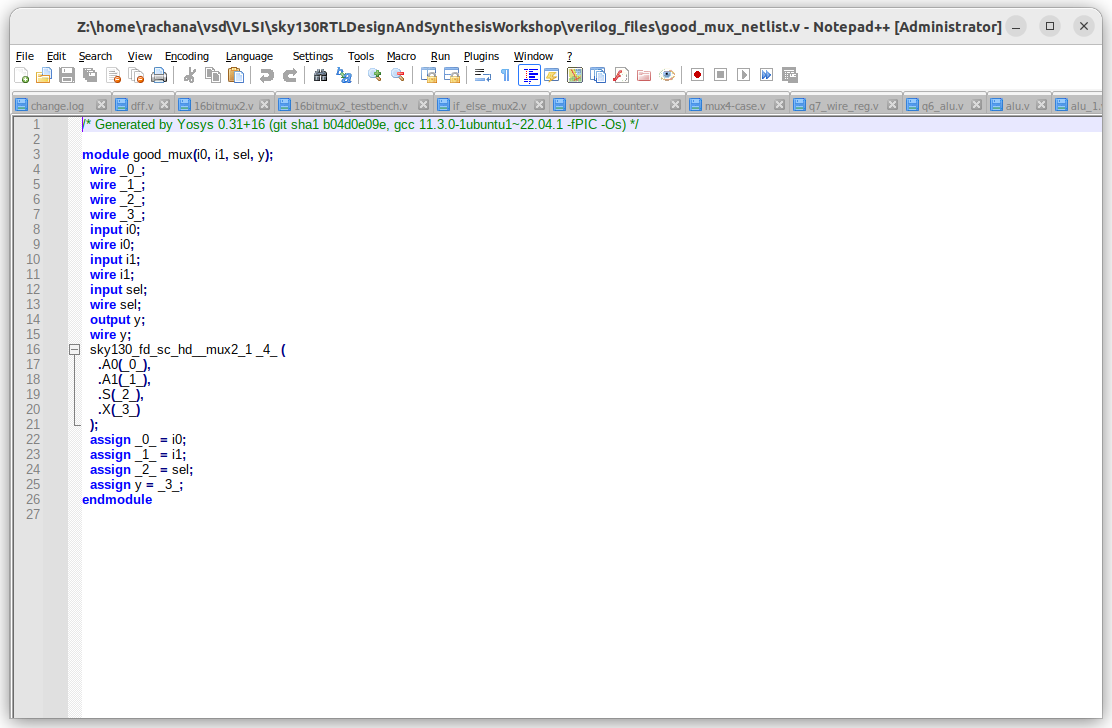 Z:\home\rachana\vsd\VLSI\sky130RTLDesignAndSynthesisWorkshop\verilog_files\good_mux_netlist.v - Notepad++ [Administrator]
File Edit Search View Encoding Language Settings Tools Macro Run Plugins Window ?
change.log dff.v 16bitmux2.v 16bitmux2_testbench.v if_else_mux2.v updown_counter.v mux4-case.v q7_wire_reg.v q6_alu.v alu.v alu_1.v
1 /* Generated by Yosys 0.31+16 (git sha1 b04d0e09e, gcc 11.3.0-1ubuntu1~22.04.1 -fPIC -Os) */
2
3 module good_mux(i0, i1, sel, y);
4 wire _0_;
5 wire _1_;
6 wire _2_;
7 wire _3_;
8 input i0;
9 wire i0;
10 input i1;
11 wire i1;
12 input sel;
13 wire sel;
14 output y;
15 wire y;
16 sky130_fd_sc_hd__mux2_1 _4_ (
17 .A0(_0_),
18 .A1(_1_),
19 .S(_2_),
20 .X(_3_)
21 );
22 assign _0_ = i0;
23 assign _1_ = i1;
24 assign _2_ = sel;
25 assign y = _3_;
26 endmodule
27